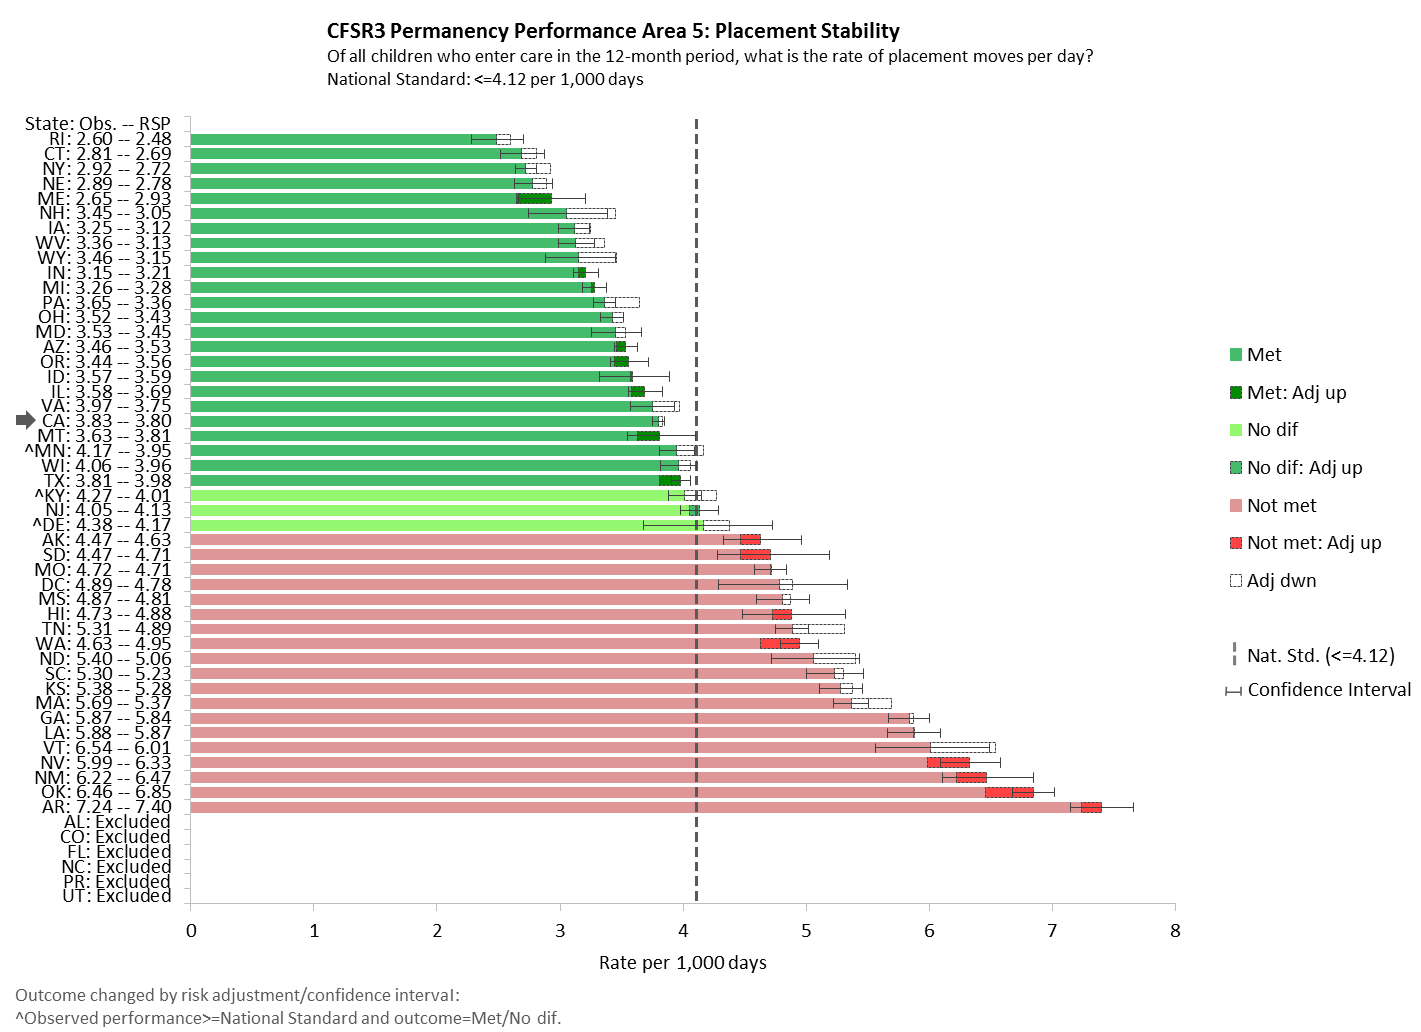 CFSR3 Permanency Performance Area 5: Placement Stability
Of all children who enter care in the 12-month period, what is the rate of placement moves per day?
National Standard: <=4.12 per 1,000 days
State: Obs. -- RSP
RI: 2.60 -- 2.48
CT: 2.81 -- 2.69
NY: 2.92 -- 2.72
NE: 2.89 -- 2.78
ME: 2.65 -- 2.93
NH: 3.45 -- 3.05
IA: 3.25 -- 3.12
WV: 3.36 -- 3.13
WY: 3.46 -- 3.15
IN: 3.15 -- 3.21
MI: 3.26 -- 3.28
PA: 3.65 -- 3.36
OH: 3.52 -- 3.43
MD: 3.53 -- 3.45
AZ: 3.46 -- 3.53
OR: 3.44 -- 3.56
ID: 3.57 -- 3.59
IL: 3.58 -- 3.69
VA: 3.97 -- 3.75
CA: 3.83 -- 3.80
MT: 3.63 -- 3.81
^MN: 4.17 -- 3.95
WI: 4.06 -- 3.96
TX: 3.81 -- 3.98
^KY: 4.27 -- 4.01
NJ: 4.05 -- 4.13
^DE: 4.38 -- 4.17
AK: 4.47 -- 4.63
SD: 4.47 -- 4.71
MO: 4.72 -- 4.71
DC: 4.89 -- 4.78
MS: 4.87 -- 4.81
HI: 4.73 -- 4.88
TN: 5.31 -- 4.89
WA: 4.63 -- 4.95
ND: 5.40 -- 5.06
SC: 5.30 -- 5.23
KS: 5.38 -- 5.28
MA: 5.69 -- 5.37
GA: 5.87 -- 5.84
LA: 5.88 -- 5.87
VT: 6.54 -- 6.01
NV: 5.99 -- 6.33
NM: 6.22 -- 6.47
OK: 6.46 -- 6.85
AR: 7.24 -- 7.40
AL: Excluded
CO: Excluded
FL: Excluded
NC: Excluded
PR: Excluded
UT: Excluded
0 1 2 3 4 5 6 7 8
Rate per 1,000 days
Met
Met: Adj up
No dif
No dif: Adj up
Not met
Not met: Adj up
Adj dwn
Nat. Std. (<=4.12)
Confidence Interval
Outcome changed by risk adjustment/confidence interval:
^Observed performance>=National Standard and outcome=Met/No dif.